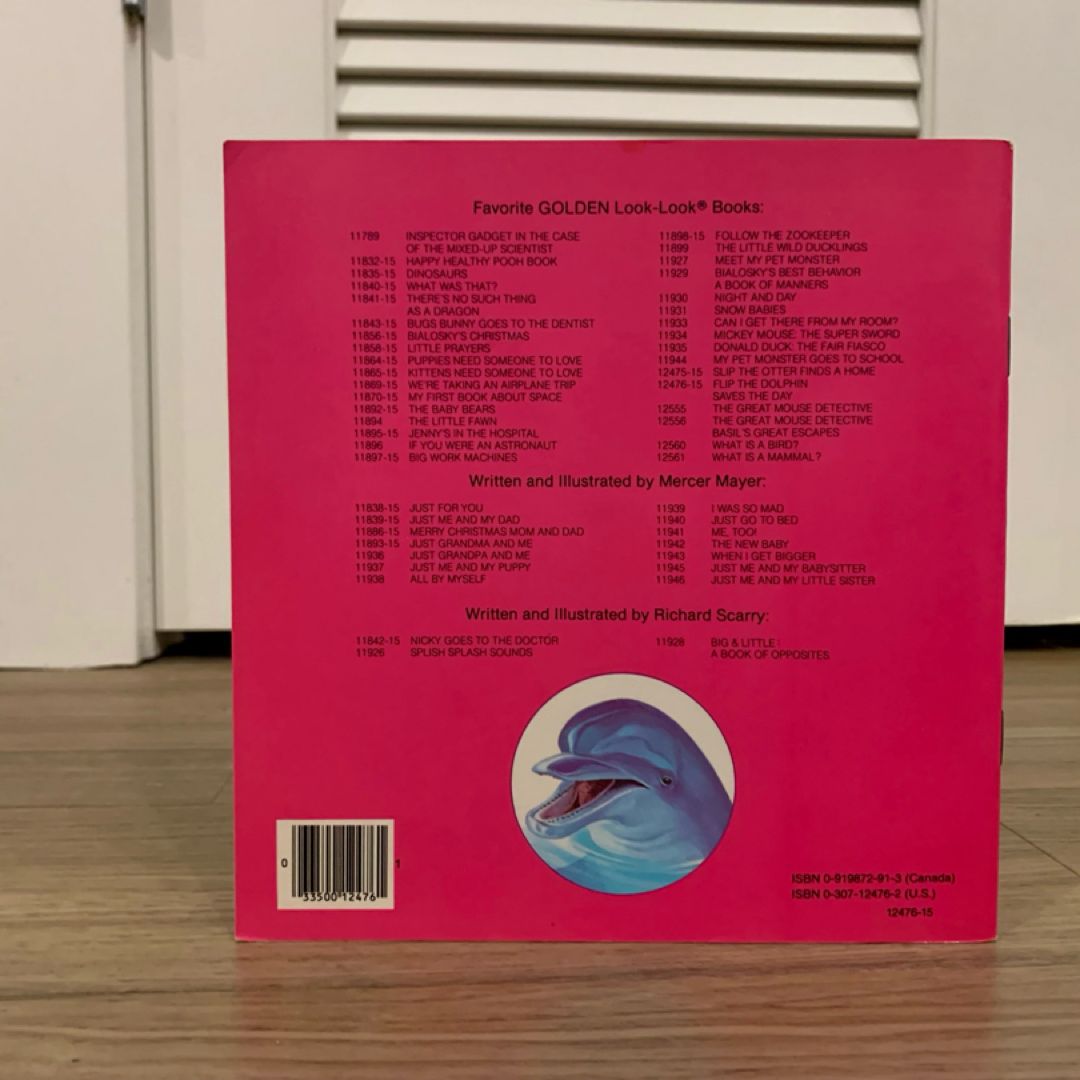 Favorite GOLDEN Look-Look® Books:
11789 INSPECTOR GADGET IN THE CASE
OF THE MIXED-UP SCIENTIST
11832-15 HAPPY HEALTHY POOH BOOK
11835-15 DINOSAURS
11840-15 WHAT WAS THAT?
11841-15 THERE'S NO SUCH THING
AS A DRAGON
11843-15 BUGS BUNNY GOES TO THE DENTIST
11856-15 BIALOSKY'S CHRISTMAS
11858-15 LITTLE PRAYERS
11864-15 PUPPIES NEED SOMEONE TO LOVE
11865-15 KITTENS NEED SOMEONE TO LOVE
11869-15 WE'RE TAKING AN AIRPLANE TRIP
11870-15 MY FIRST BOOK ABOUT SPACE
11892-15 THE BABY BEARS
11894 THE LITTLE FAWN
11895-15 JENNY'S IN THE HOSPITAL
11896 IF YOU WERE AN ASTRONAUT
11897-15 BIG WORK MACHINES
11898-15 FOLLOW THE ZOOKEEPER
11899 THE LITTLE WILD DUCKLINGS
11927 MEET MY PET MONSTER
11929 BIALOSKY'S BEST BEHAVIOR
A BOOK OF MANNERS
11930 NIGHT AND DAY
11931 SNOW BABIES
11933 CAN I GET THERE FROM MY ROOM?
11934 MICKEY MOUSE: THE SUPER SWORD
11935 DONALD DUCK: THE FAIR FIASCO
11944 MY PET MONSTER GOES TO SCHOOL
12475-15 SLIP THE OTTER FINDS A HOME
12476-15 FLIP THE DOLPHIN
SAVES THE DAY
12555 THE GREAT MOUSE DETECTIVE
12556 THE GREAT MOUSE DETECTIVE
BASIL'S GREAT ESCAPES
12560 WHAT IS A BIRD?
12561 WHAT IS A MAMMAL?
Written and Illustrated by Mercer Mayer:
11838-15 JUST FOR YOU
11839-15 JUST ME AND MY DAD
11886-15 MERRY CHRISTMAS MOM AND DAD
11893-15 JUST GRANDMA AND ME
11936 JUST GRANDPA AND ME
11937 JUST ME AND MY PUPPY
11938 ALL BY MYSELF
11939 I WAS SO MAD
11940 JUST GO TO BED
11941 ME, TOO!
11942 THE NEW BABY
11943 WHEN I GET BIGGER
11945 JUST ME AND MY BABYSITTER
11946 JUST ME AND MY LITTLE SISTER
Written and Illustrated by Richard Scarry:
11842-15 NICKY GOES TO THE DOCTOR
11926 SPLISH SPLASH SOUNDS
11928 BIG & LITTLE:
A BOOK OF OPPOSITES
0 33500 12476 1
ISBN 0-919872-91-3 (Canada)
ISBN 0-307-12476-2 (U.S.)
12476-15